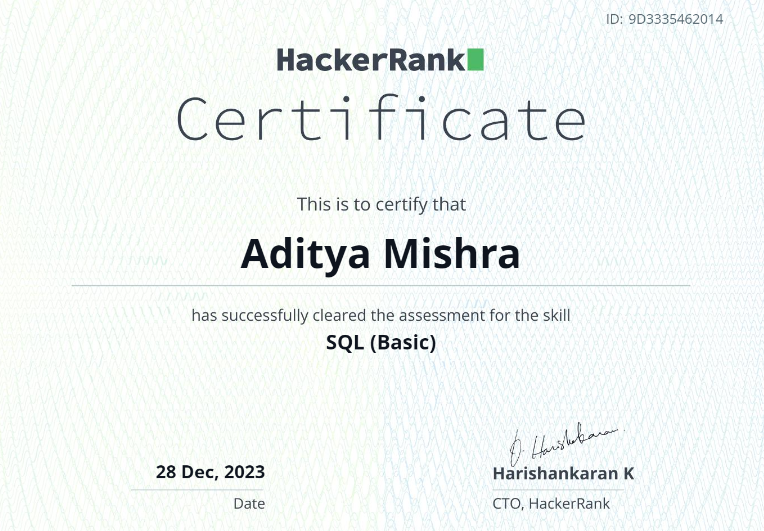 ID: 9D3335462014
HackerRank
Certificate
This is to certify that
Aditya Mishra
has successfully cleared the assessment for the skill
SQL (Basic)
28 Dec, 2023
Date
Harishankaran K
CTO, HackerRank